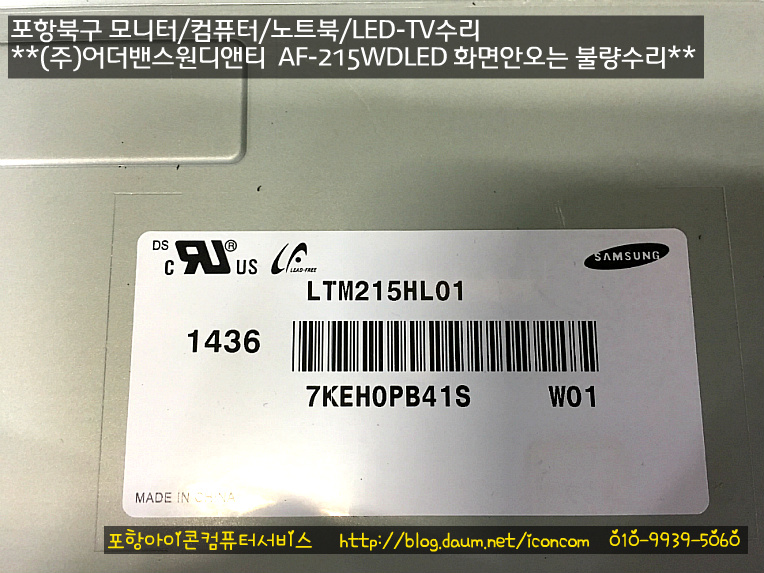 포항북구 모니터/컴퓨터/노트북/LED-TV수리
**(주)어더밴스원디앤티 AF-215WDLED 화면안오는 불량수리**
DS
c RU ® US LEAD-FREE
SAMSUNG
LTM215HL01
1436
7KEH0PB41S W01
MADE IN CHINA
포항아이콘컴퓨터서비스 http://blog.daum.net/iconcom 010-9939-5060